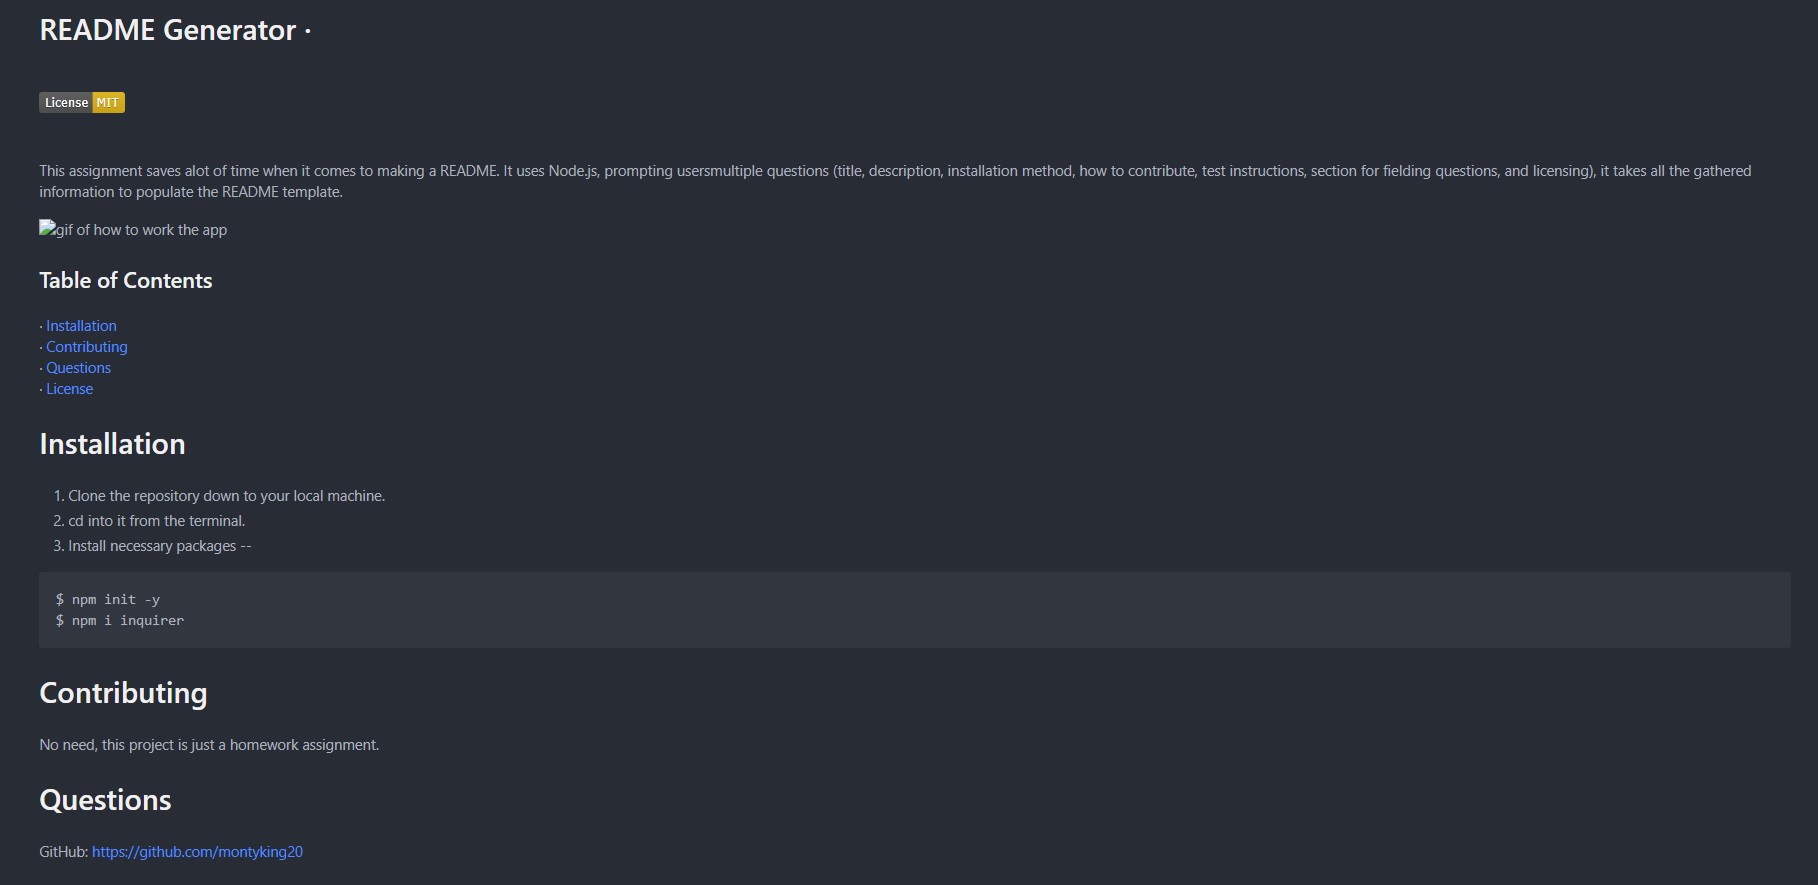 README Generator ·
License MIT
This assignment saves alot of time when it comes to making a README. It uses Node.js, prompting usersmultiple questions (title, description, installation method, how to contribute, test instructions, section for fielding questions, and licensing), it takes all the gathered
information to populate the README template.
gif of how to work the app
Table of Contents
· Installation
· Contributing
· Questions
· License
Installation
1. Clone the repository down to your local machine.
2. cd into it from the terminal.
3. Install necessary packages --
$ npm init -y
$ npm i inquirer
Contributing
No need, this project is just a homework assignment.
Questions
GitHub: https://github.com/montyking20